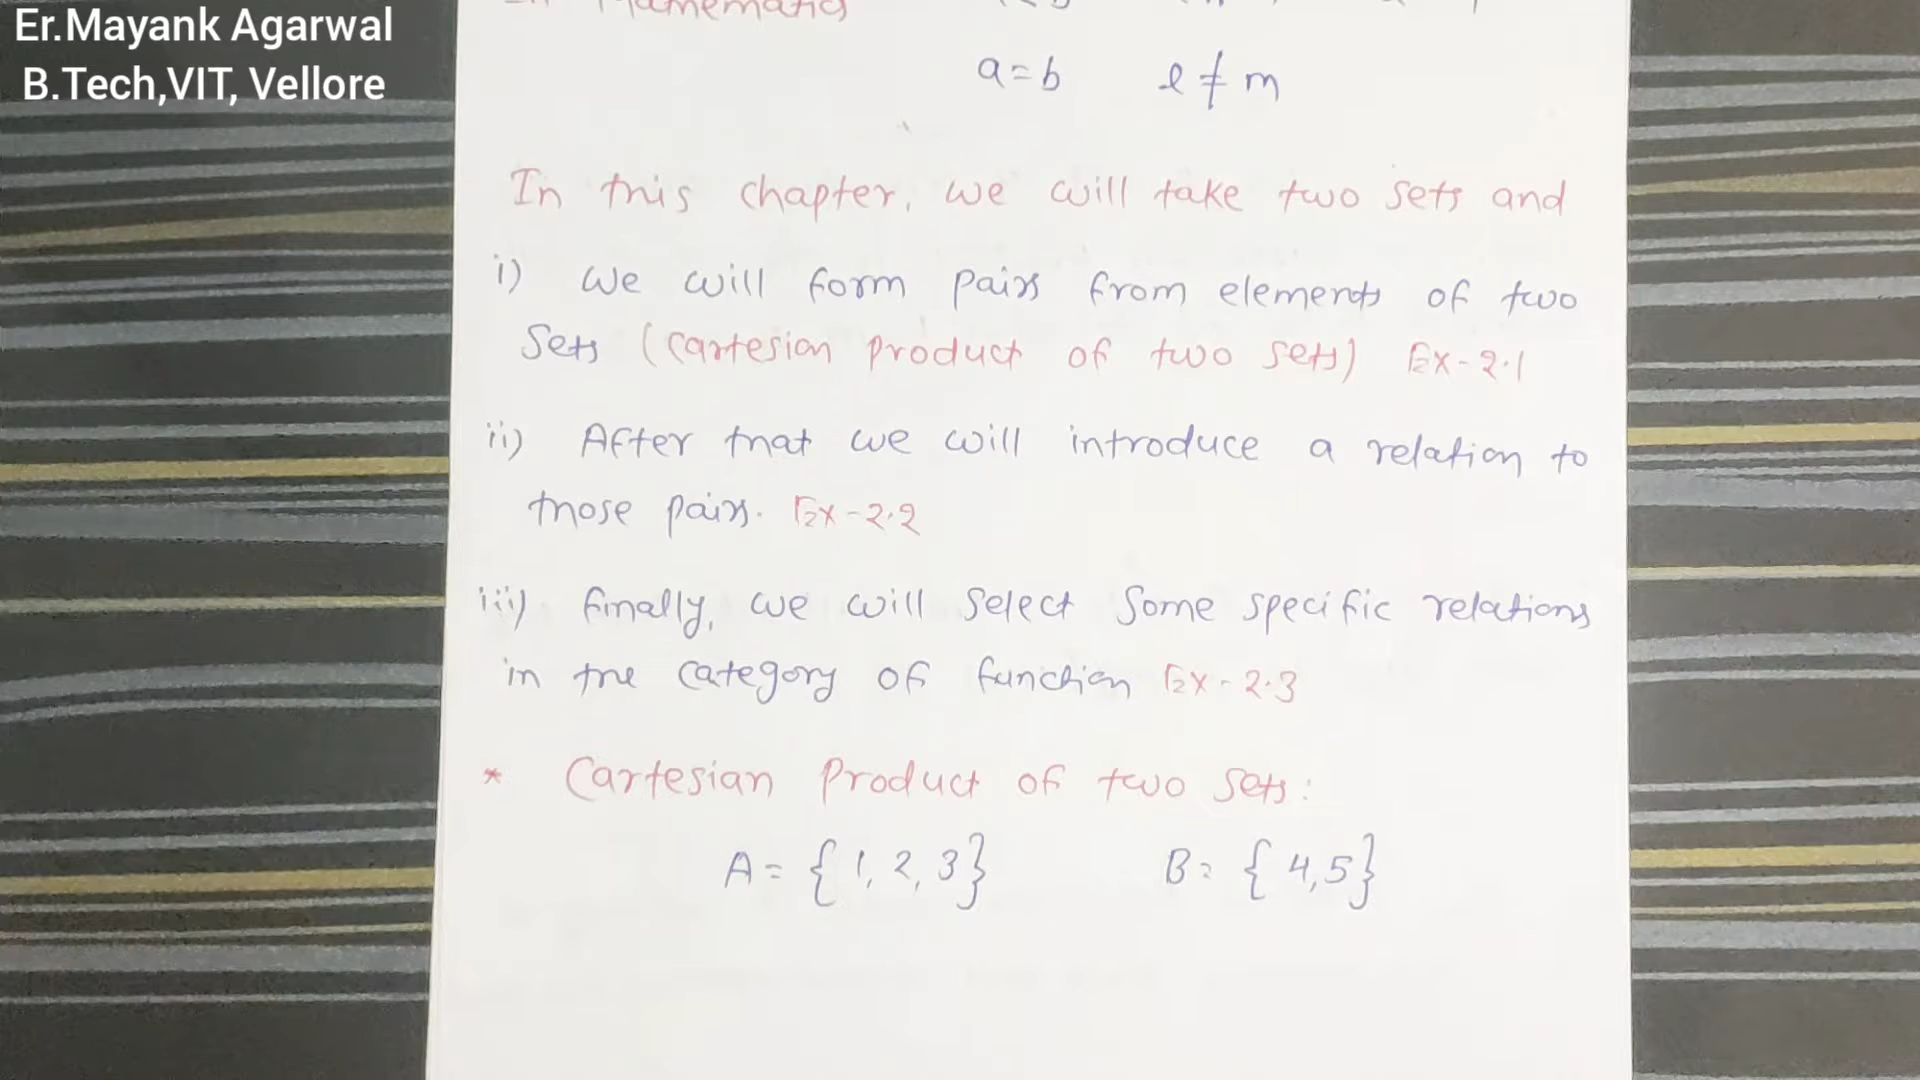 Er.Mayank Agarwal
B.Tech,VIT, Vellore
Mathematics
a=b l≠m
In this chapter, we will take two sets and
i) We will form pairs from elements of two
Sets (Cartesian product of two sets) Ex-2.1
ii) After that we will introduce a relation to
those pairs. Ex-2.2
iii) finally, we will select some specific relations
in the category of function Ex-2.3
* Cartesian Product of two sets:
A= {1, 2, 3} B= {4,5}